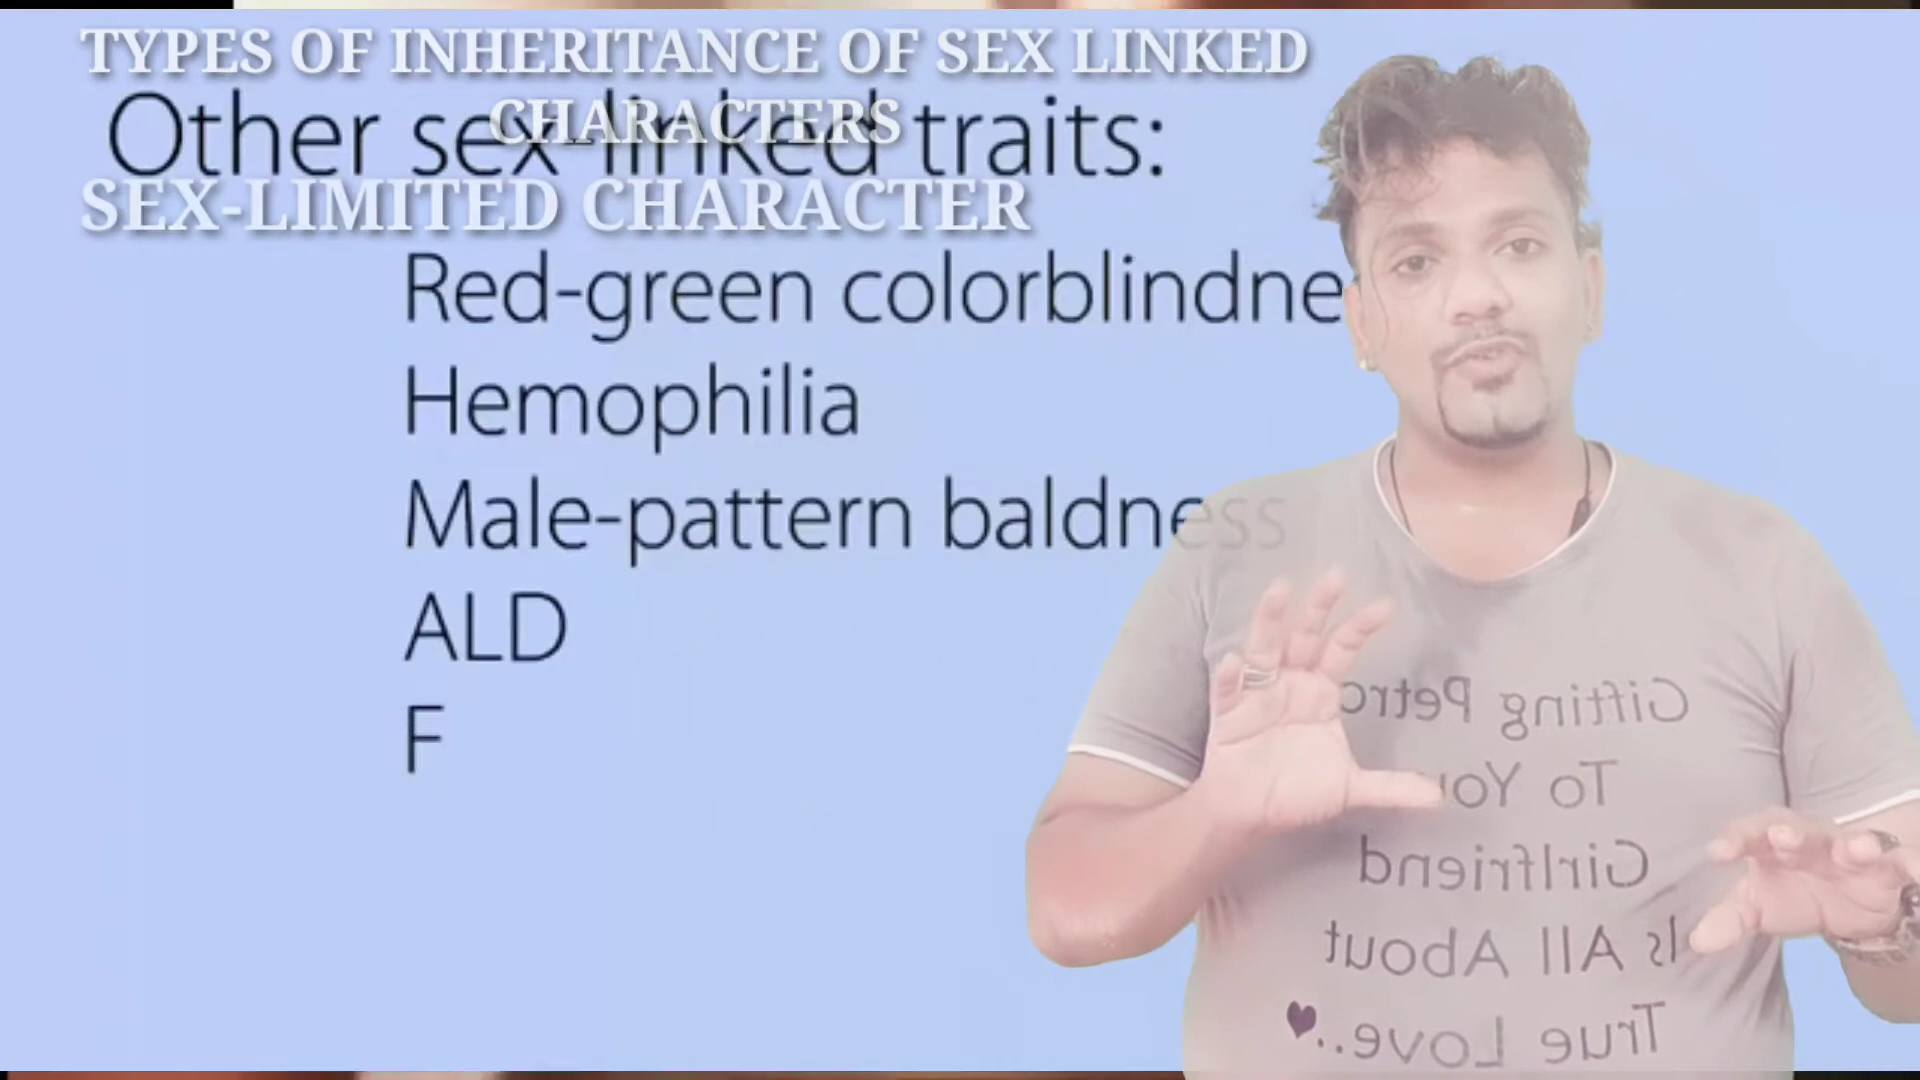 TYPES OF INHERITANCE OF SEX LINKED
CHARACTERS
Other sex-linked traits:
SEX-LIMITED CHARACTER
Red-green colorblindne
Hemophilia
Male-pattern baldness
ALD
F
Gifting Petro
To You
Girlfriend
Is All About
True Love..